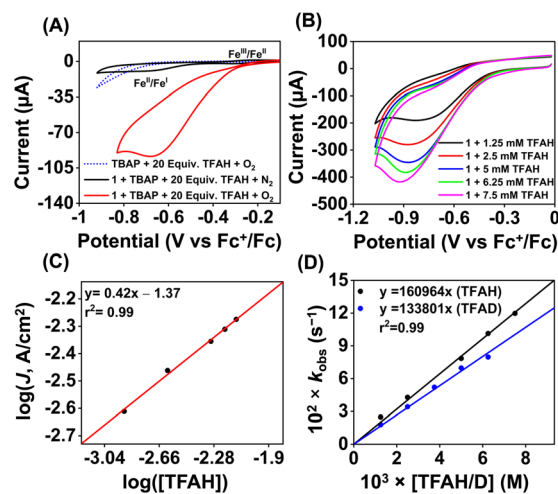 (A)
Fe^III/Fe^II
Fe^II/Fe^I
0
-35
-70
-105
-140
Current (µA)
TBAP + 20 Equiv. TFAH + O₂
1 + TBAP + 20 Equiv. TFAH + N₂
1 + TBAP + 20 Equiv. TFAH + O₂
-1 -0.8 -0.6 -0.4 -0.2
Potential (V vs Fc⁺/Fc)
(B)
100
0
-100
-200
-300
-400
-500
Current (µA)
1 + 1.25 mM TFAH
1 + 2.5 mM TFAH
1 + 5 mM TFAH
1 + 6.25 mM TFAH
1 + 7.5 mM TFAH
-1.2 -0.9 -0.6 -0.3 0.0
Potential (V vs Fc⁺/Fc)
(C)
y= 0.42x − 1.37
r²= 0.99
-2.2
-2.3
-2.4
-2.5
-2.6
-2.7
log(J, A/cm²)
-3.04 -2.66 -2.28 -1.9
log([TFAH])
(D)
y =160964x (TFAH)
y =133801x (TFAD)
r²=0.99
15
12
9
6
3
0
10² × k_obs (s⁻¹)
0 2 4 6 8
10³ × [TFAH/D] (M)